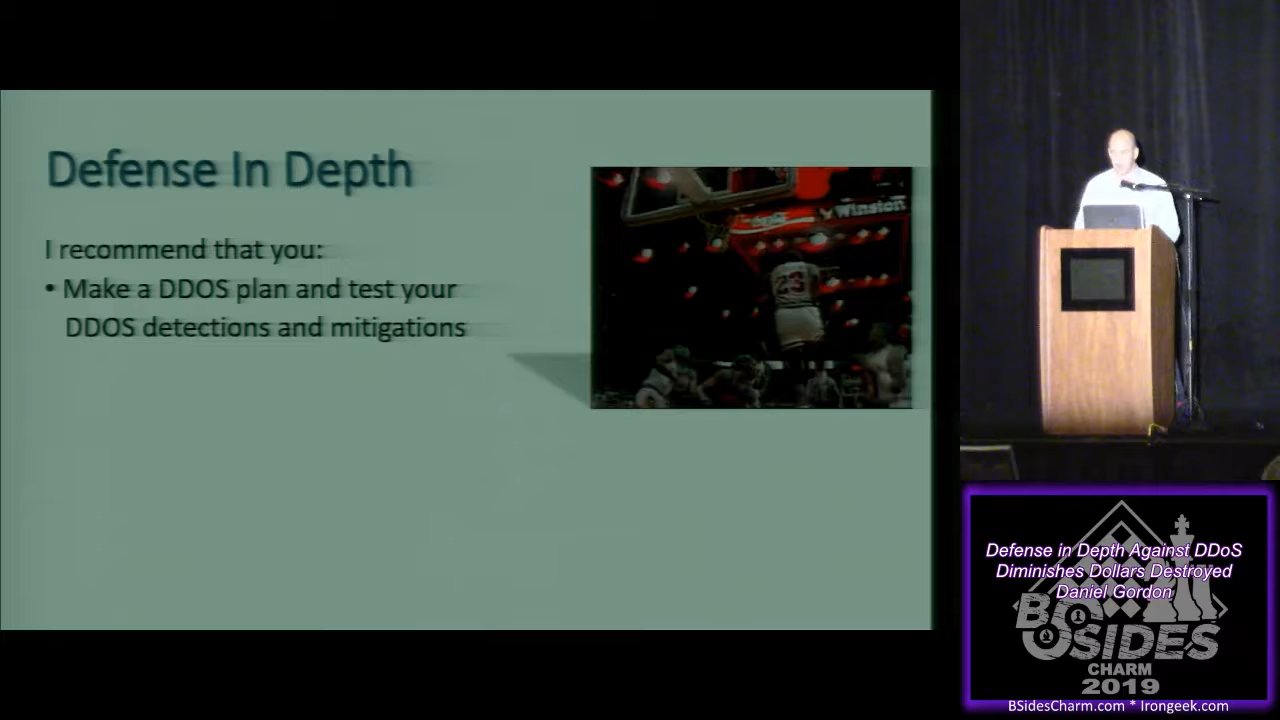 Defense In Depth
I recommend that you:
• Make a DDOS plan and test your
DDOS detections and mitigations
Winston
23
Defense in Depth Against DDoS
Diminishes Dollars Destroyed
Daniel Gordon
BSIDES
CHARM
2019
BSidesCharm.com * Irongeek.com